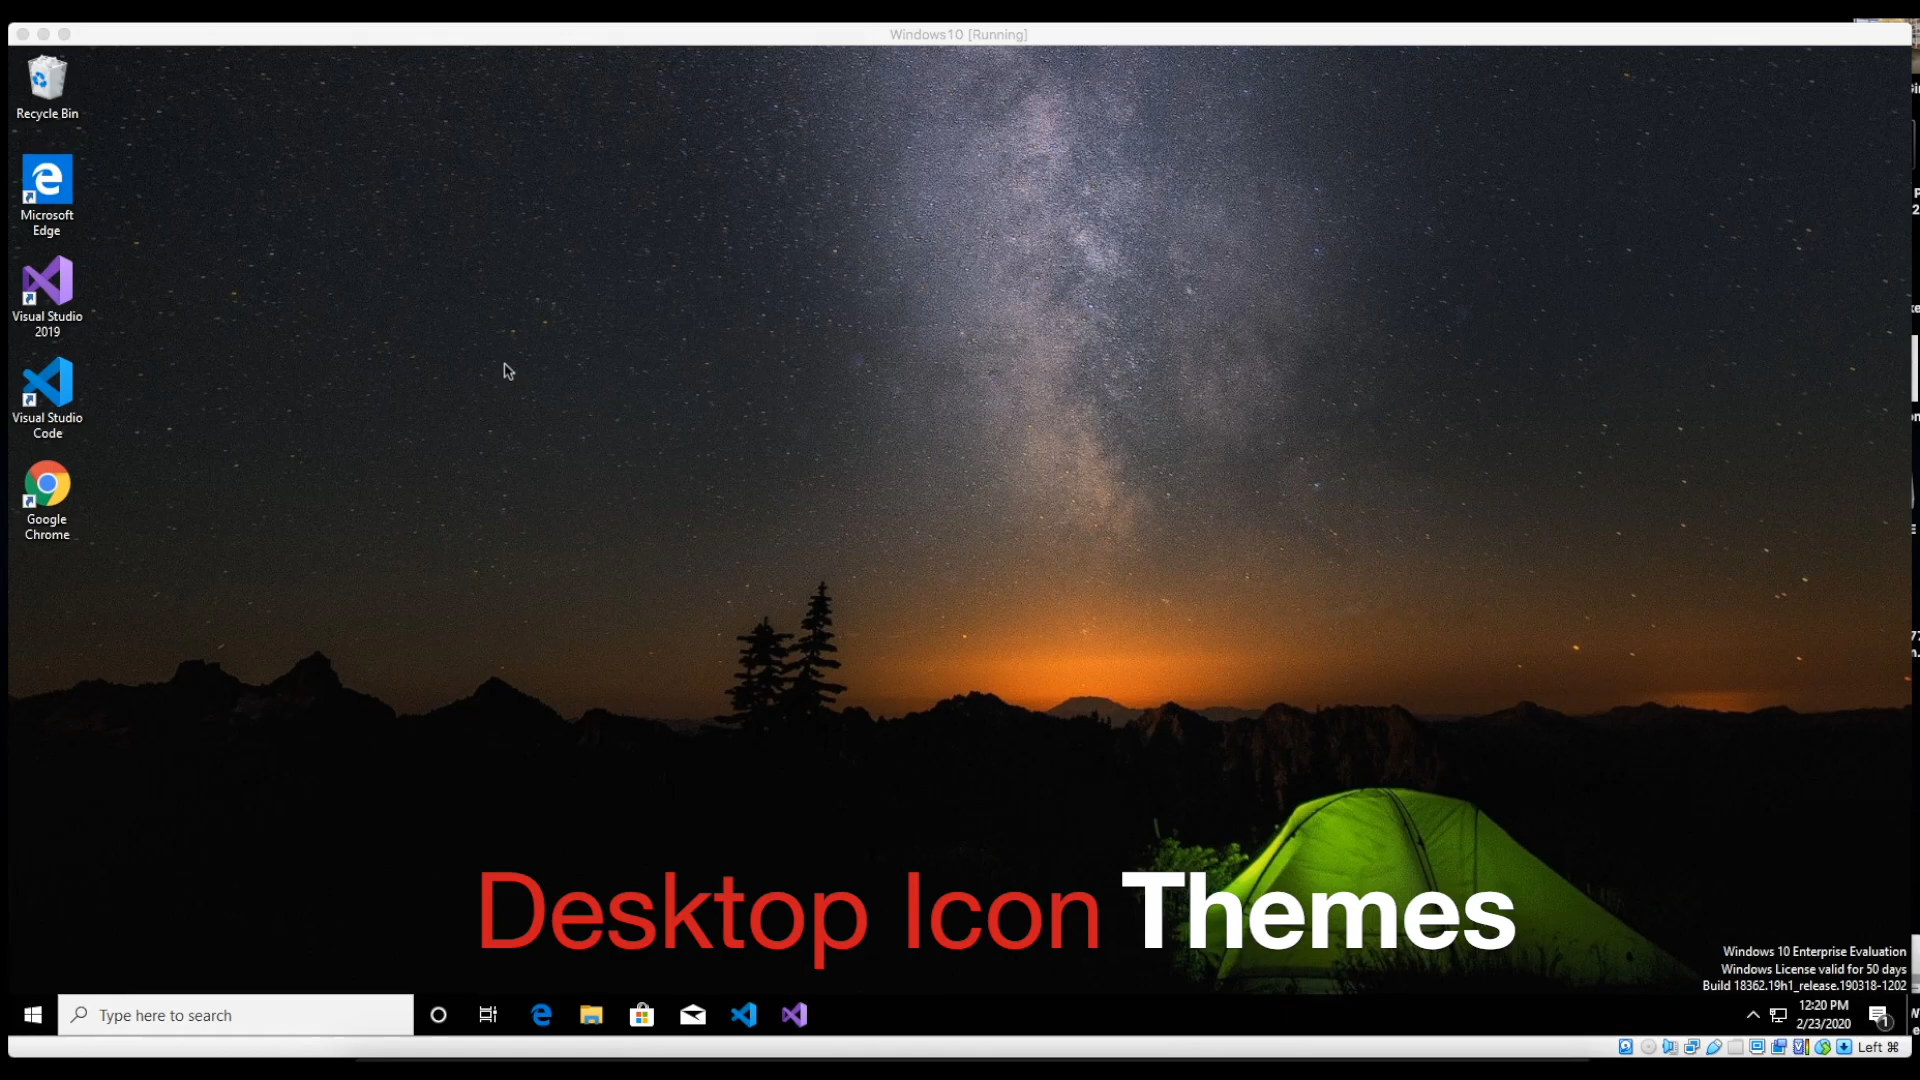 Windows10 [Running]
Recycle Bin
Microsoft
Edge
Visual Studio
2019
Visual Studio
Code
Google
Chrome
Desktop Icon Themes
Windows 10 Enterprise Evaluation
Windows License valid for 50 days
Build 18362.19h1_release.190318-1202
Type here to search
12:20 PM
2/23/2020
1
Left ⌘